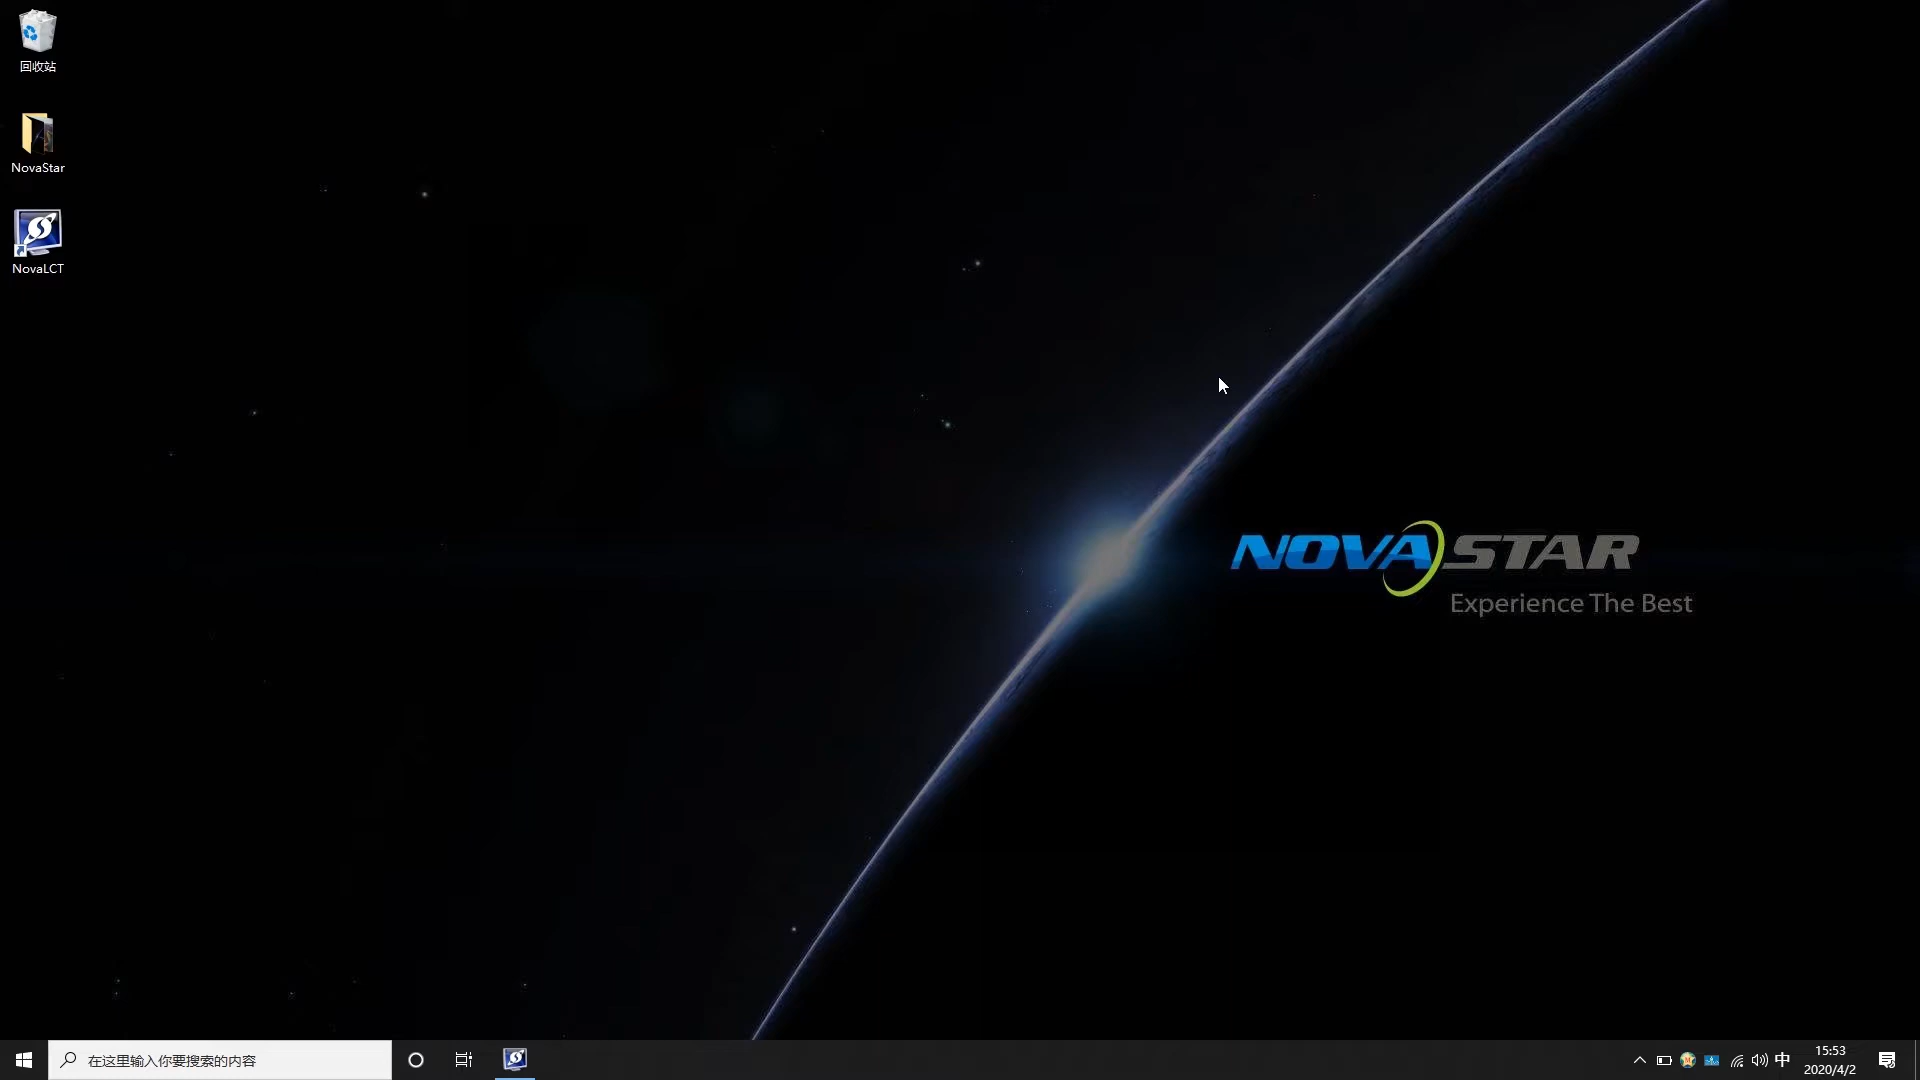 回收站
NovaStar
NovaLCT
NOVASTAR
Experience The Best
在这里输入你要搜索的内容
中
15:53
2020/4/2